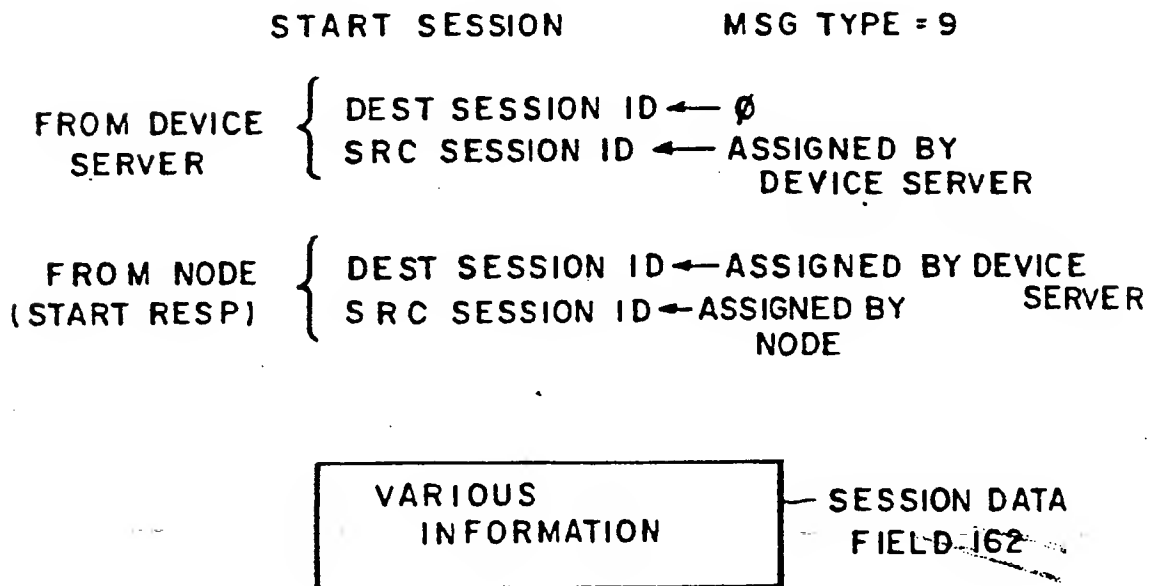 START SESSION MSG TYPE = 9
FROM DEVICE SERVER
DEST SESSION ID ← Ø
SRC SESSION ID ← ASSIGNED BY
DEVICE SERVER
FROM NODE
(START RESP)
DEST SESSION ID ← ASSIGNED BY DEVICE
SERVER
SRC SESSION ID ← ASSIGNED BY
NODE
VARIOUS
INFORMATION
SESSION DATA
FIELD 162